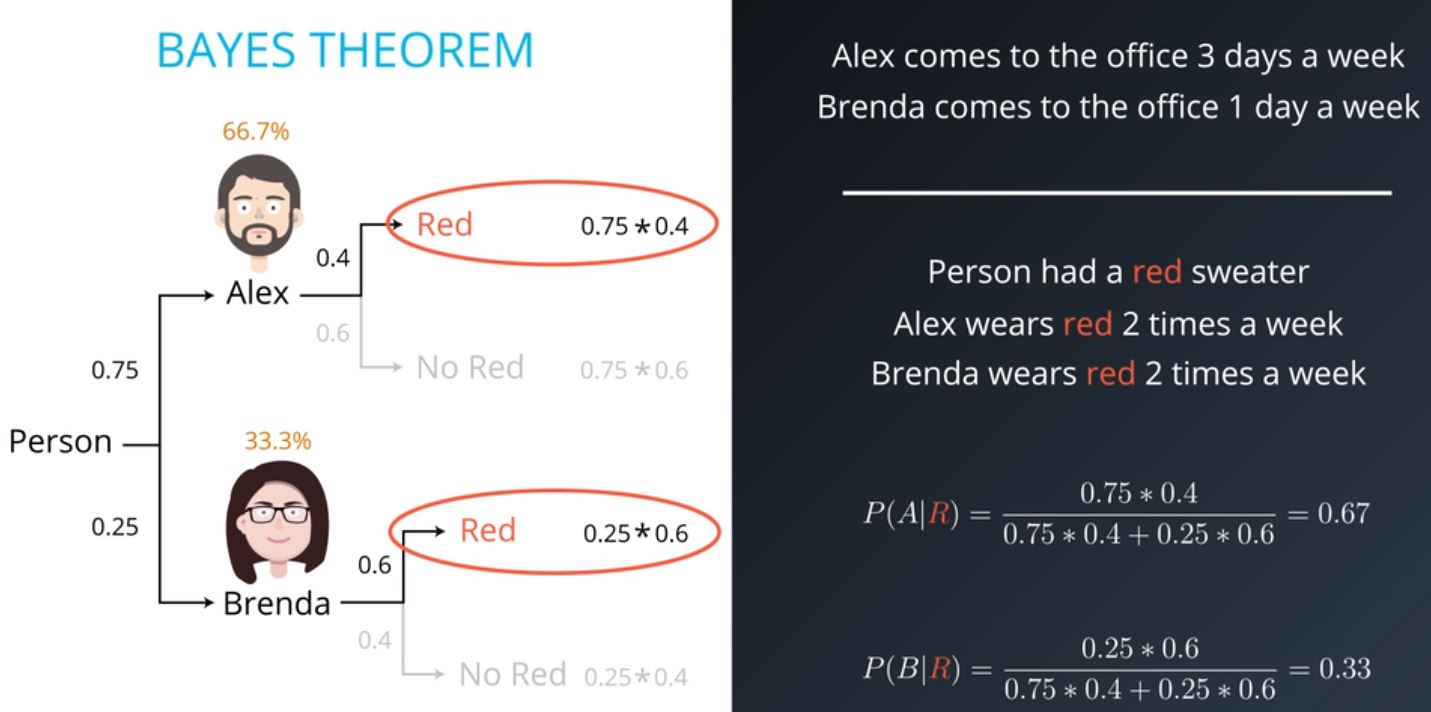 BAYES THEOREM
66.7%
Red 0.75 * 0.4
0.4
Alex
0.6
No Red 0.75 * 0.6
0.75
Person
33.3%
0.25
Red 0.25 * 0.6
0.6
Brenda
0.4
No Red 0.25 * 0.4
Alex comes to the office 3 days a week
Brenda comes to the office 1 day a week
Person had a red sweater
Alex wears red 2 times a week
Brenda wears red 2 times a week
P(A|R) = 0.75 * 0.4 / 0.75 * 0.4 + 0.25 * 0.6 = 0.67
P(B|R) = 0.25 * 0.6 / 0.75 * 0.4 + 0.25 * 0.6 = 0.33